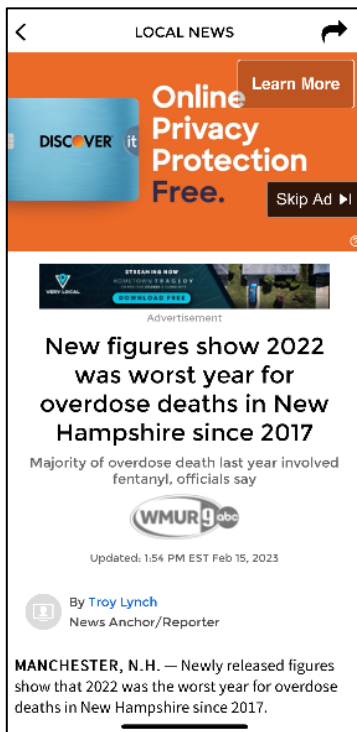 LOCAL NEWS
Learn More
Online
Privacy
Protection
Free.
DISCOVER it
Skip Ad
STREAMING NOW
HOMETOWN TRAGEDY
DOWNLOAD FREE
VERY LOCAL
Advertisement
New figures show 2022
was worst year for
overdose deaths in New
Hampshire since 2017
Majority of overdose death last year involved
fentanyl, officials say
WMUR 9 abc
Updated: 1:54 PM EST Feb 15, 2023
By Troy Lynch
News Anchor/Reporter
MANCHESTER, N.H. — Newly released figures
show that 2022 was the worst year for overdose
deaths in New Hampshire since 2017.